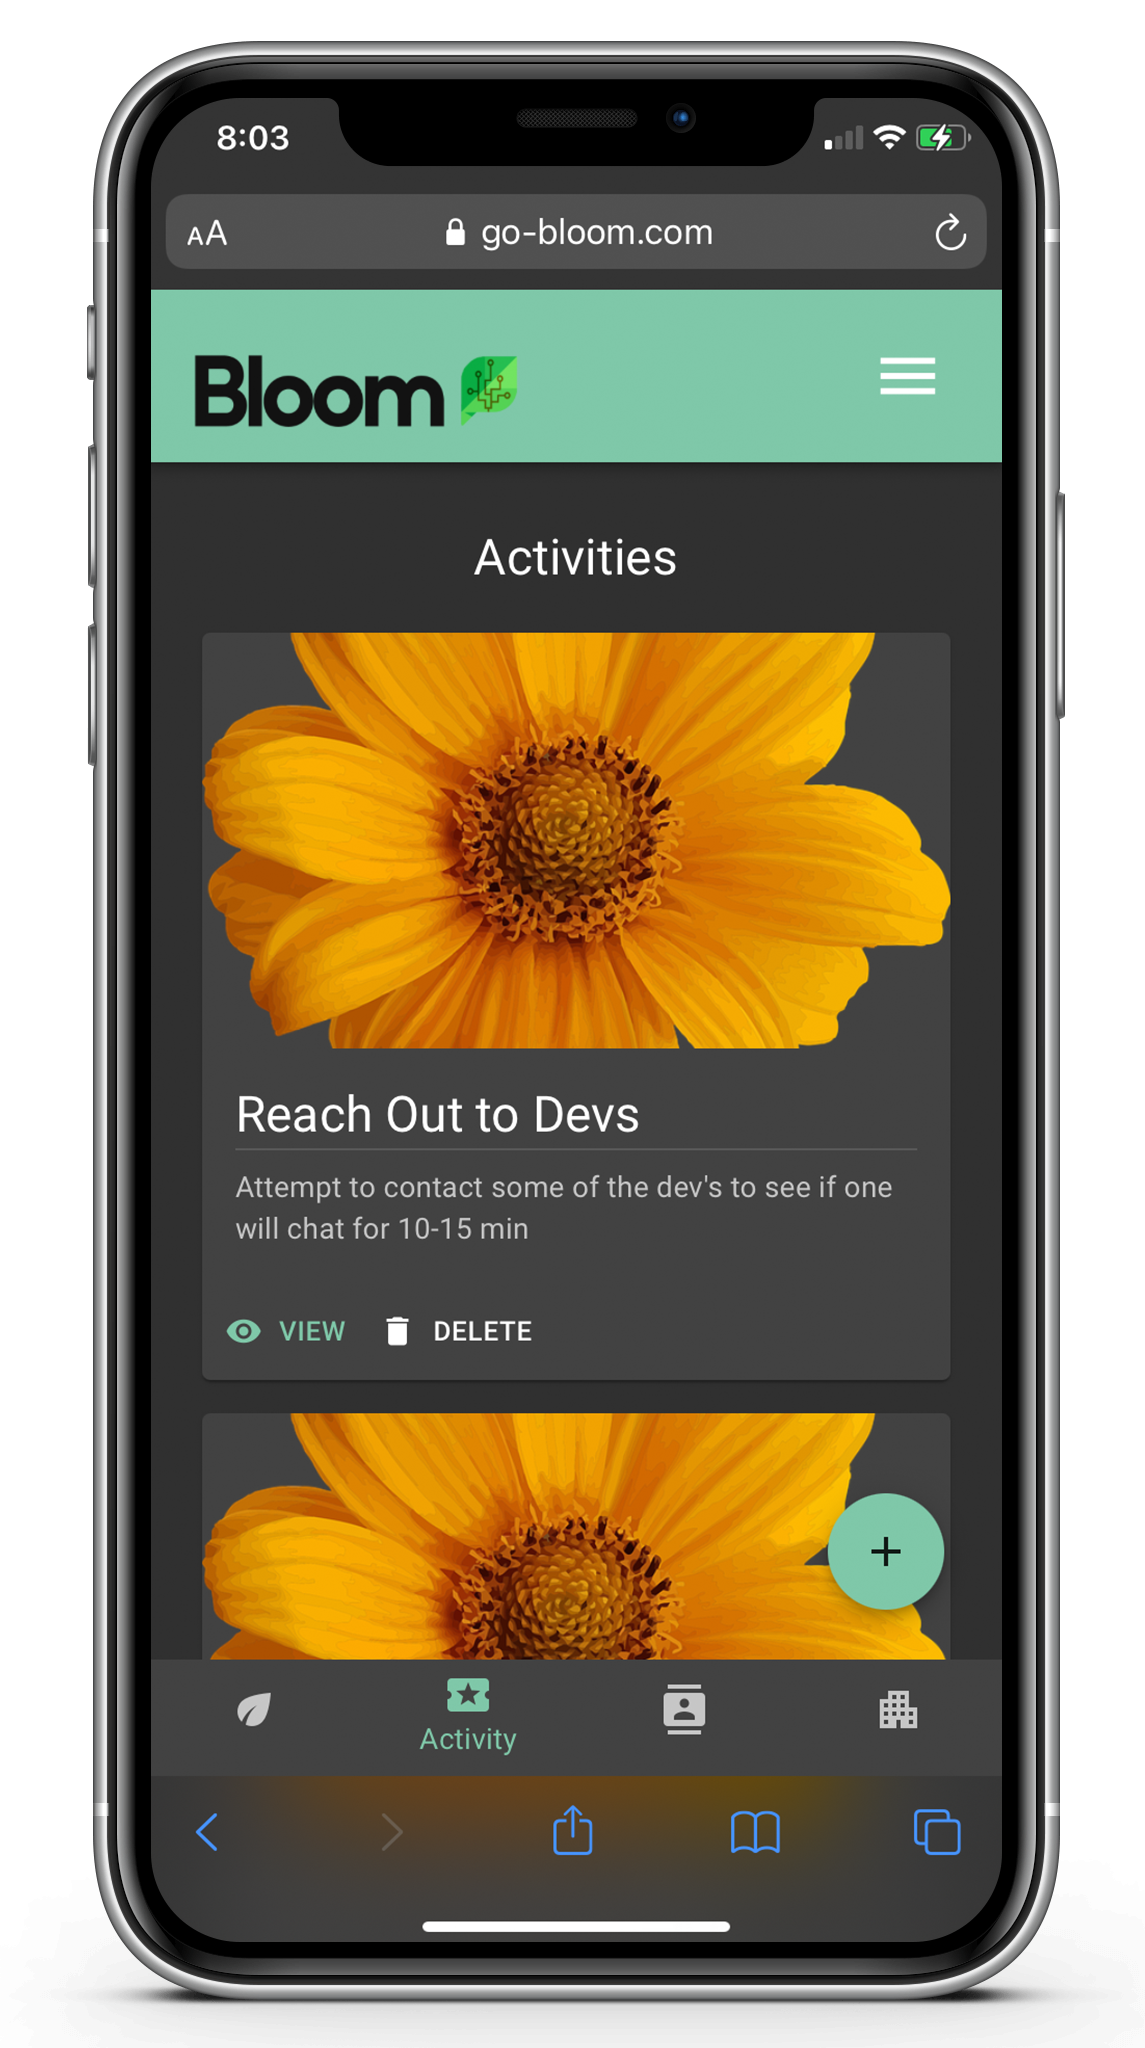 8:03
AA
go-bloom.com
Bloom
Activities
Reach Out to Devs
Attempt to contact some of the dev's to see if one
will chat for 10-15 min
VIEW DELETE
+
Activity